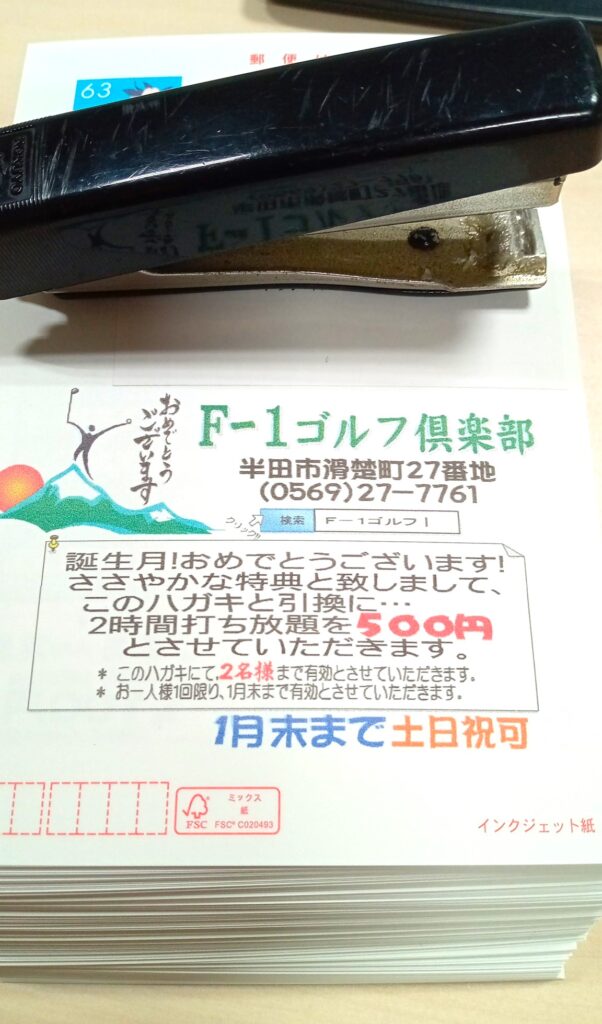 郵便は
63
おめでとう
ございます
F-1ゴルフ倶楽部
半田市滑楚町27番地
(0569)27-7761
クリック!!
検索 F-1ゴルフ|
誕生月!おめでとうございます!
ささやかな特典と致しまして、
このハガキと引換に…
2時間打ち放題を500円
とさせていただきます。
* このハガキにて,2名様まで有効とさせていただきます.
* お一人様1回限り、1月末まで有効とさせていただきます.
1月末まで土日祝可
ミックス
紙
FSC
FSC® C020493
インクジェット紙